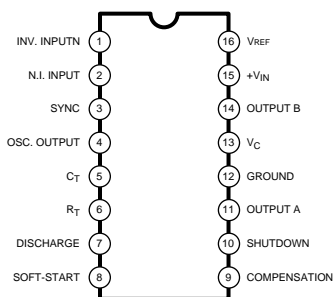 INV. INPUTN 1 16 VREF
N.I. INPUT 2 15 +VIN
SYNC 3 14 OUTPUT B
OSC. OUTPUT 4 13 VC
CT 5 12 GROUND
RT 6 11 OUTPUT A
DISCHARGE 7 10 SHUTDOWN
SOFT-START 8 9 COMPENSATION